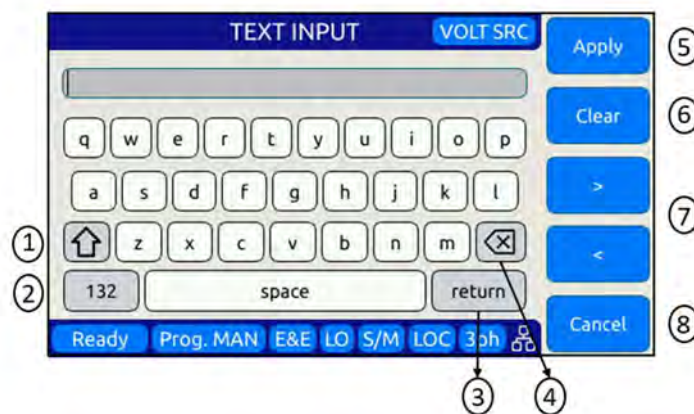 TEXT INPUT VOLT SRC Apply ⑤
Clear ⑥
q w e r t y u i o p
a s d f g h j k l > ⑦
① z x c v b n m <
② 132 space return
Cancel ⑧
Ready Prog. MAN E&E LO S/M LOC 3ph
③ ④